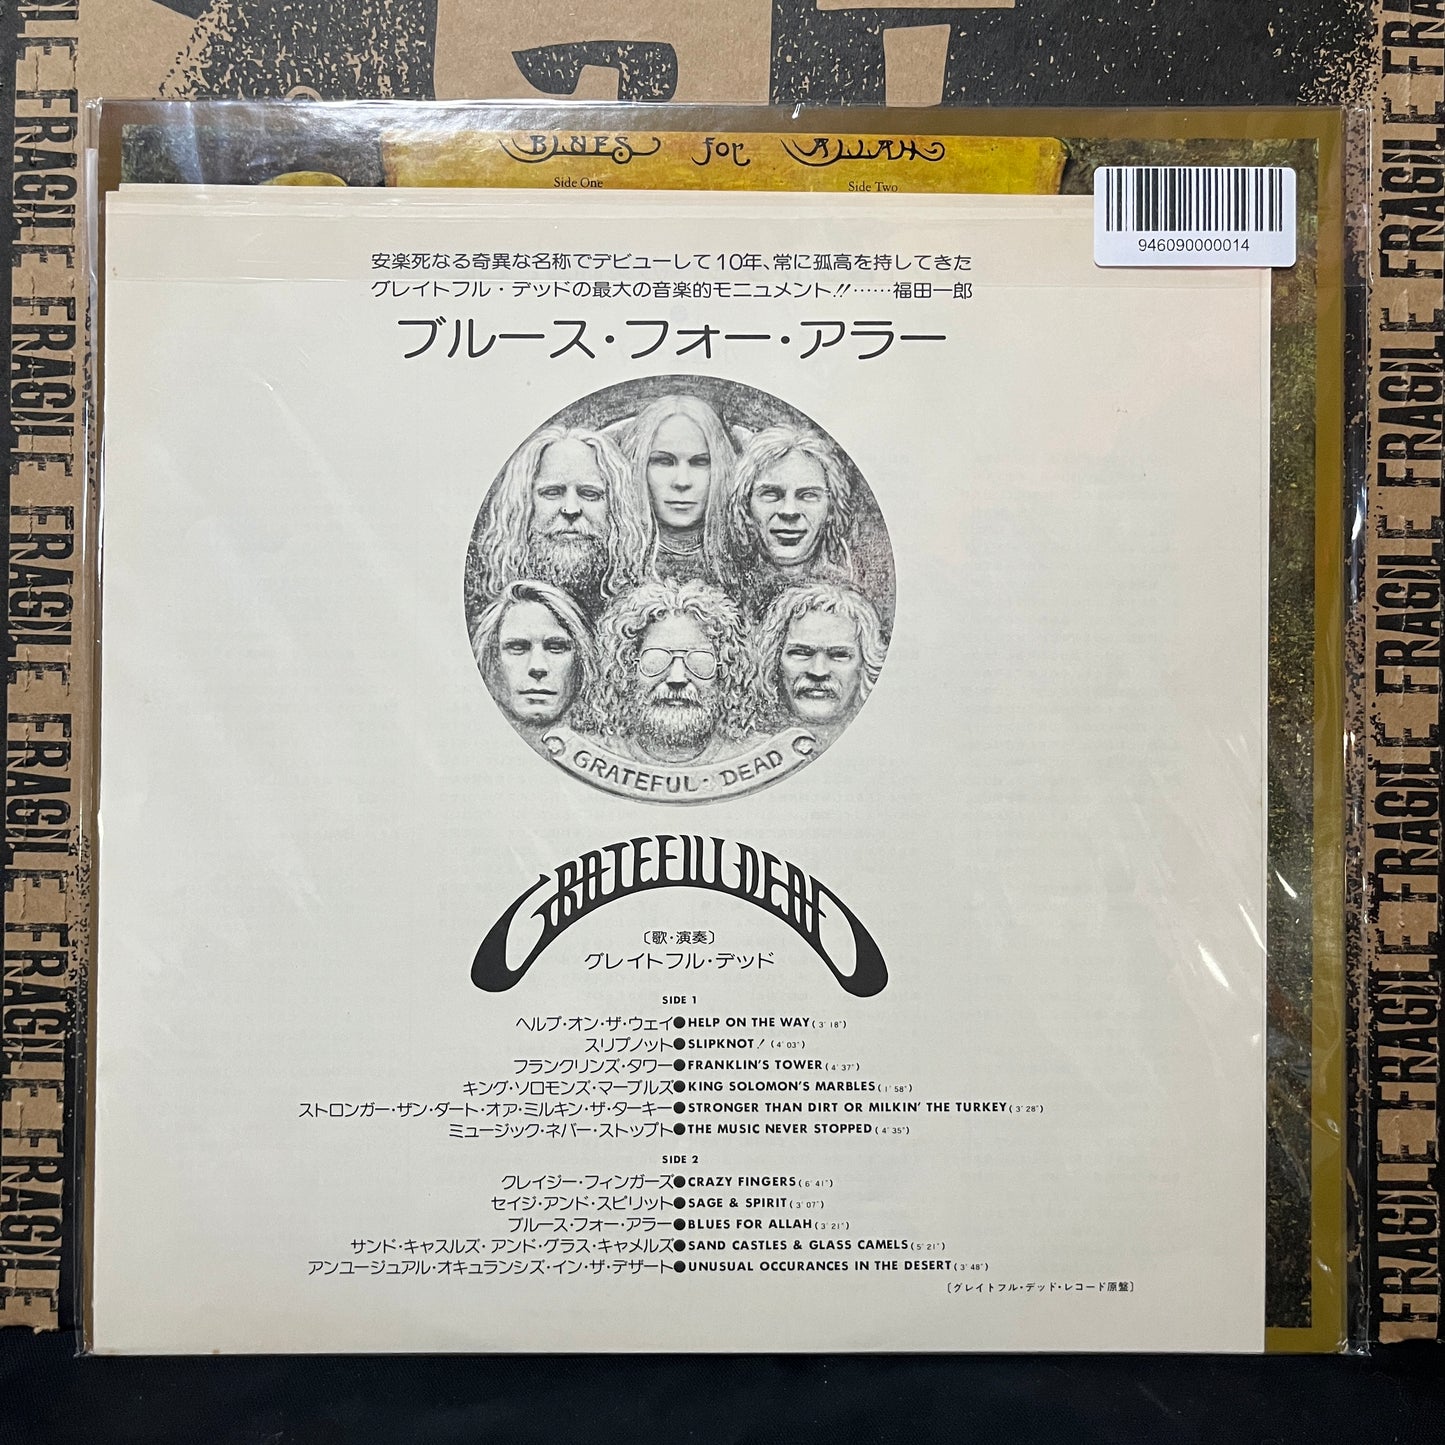 BLUES for ALLAH
Side One
Side Two
946090000014
安楽死なる奇異な名称でデビューして10年、常に孤高を持してきた
グレイトフル・デッドの最大の音楽的モニュメント!!……福田一郎
ブルース・フォー・アラー
GRATEFUL · DEAD
GRATEFUL DEAD
〔歌・演奏〕
グレイトフル・デッド
SIDE 1
ヘルプ・オン・ザ・ウェイ●HELP ON THE WAY(3'18")
スリプノット●SLIPKNOT!(4'03")
フランクリンズ・タワー●FRANKLIN'S TOWER(4'37")
キング・ソロモンズ・マーブルズ●KING SOLOMON'S MARBLES(1'58")
ストロンガー・ザン・ダート・オア・ミルキン・ザ・ターキー●STRONGER THAN DIRT OR MILKIN' THE TURKEY(3'28")
ミュージック・ネバー・ストップト●THE MUSIC NEVER STOPPED(4'35")
SIDE 2
クレイジー・フィンガーズ●CRAZY FINGERS(6'41")
セイジ・アンド・スピリット●SAGE & SPIRIT(3'07")
ブルース・フォー・アラー●BLUES FOR ALLAH(3'21")
サンド・キャスルズ・アンド・グラス・キャメルズ●SAND CASTLES & GLASS CAMELS(5'21")
アンユージュアル・オキュランシズ・イン・ザ・デザート●UNUSUAL OCCURANCES IN THE DESERT(3'48")
〔グレイトフル・デッド・レコード原盤〕
FRAGILE FRAGILE FRAGILE FRAGILE FRAGILE
FRAGILE FRAGILE FRAGILE FRAGILE FRAGILE